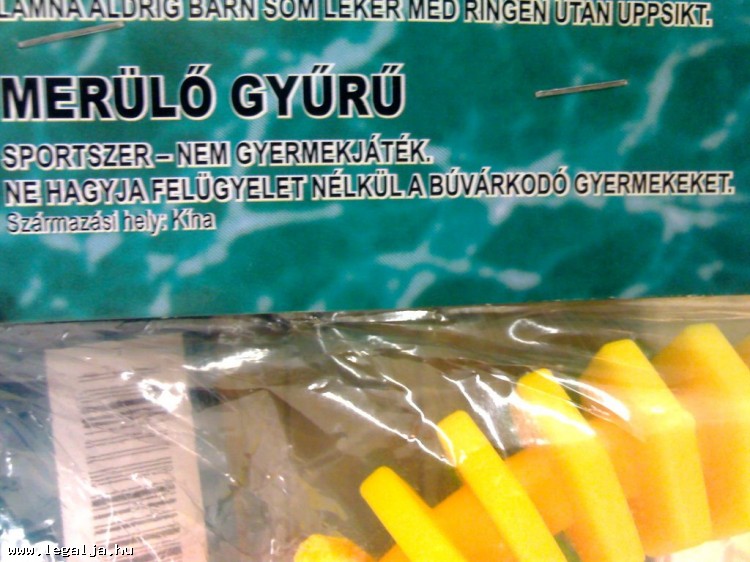 LÄMNA ALDRIG BARN SOM LEKER MED RINGEN UTAN UPPSIKT.
MERÜLŐ GYŰRŰ
SPORTSZER – NEM GYERMEKJÁTÉK.
NE HAGYJA FELÜGYELET NÉLKÜL A BÚVÁRKODÓ GYERMEKEKET.
Származási hely: Kína
www.legalja.hu